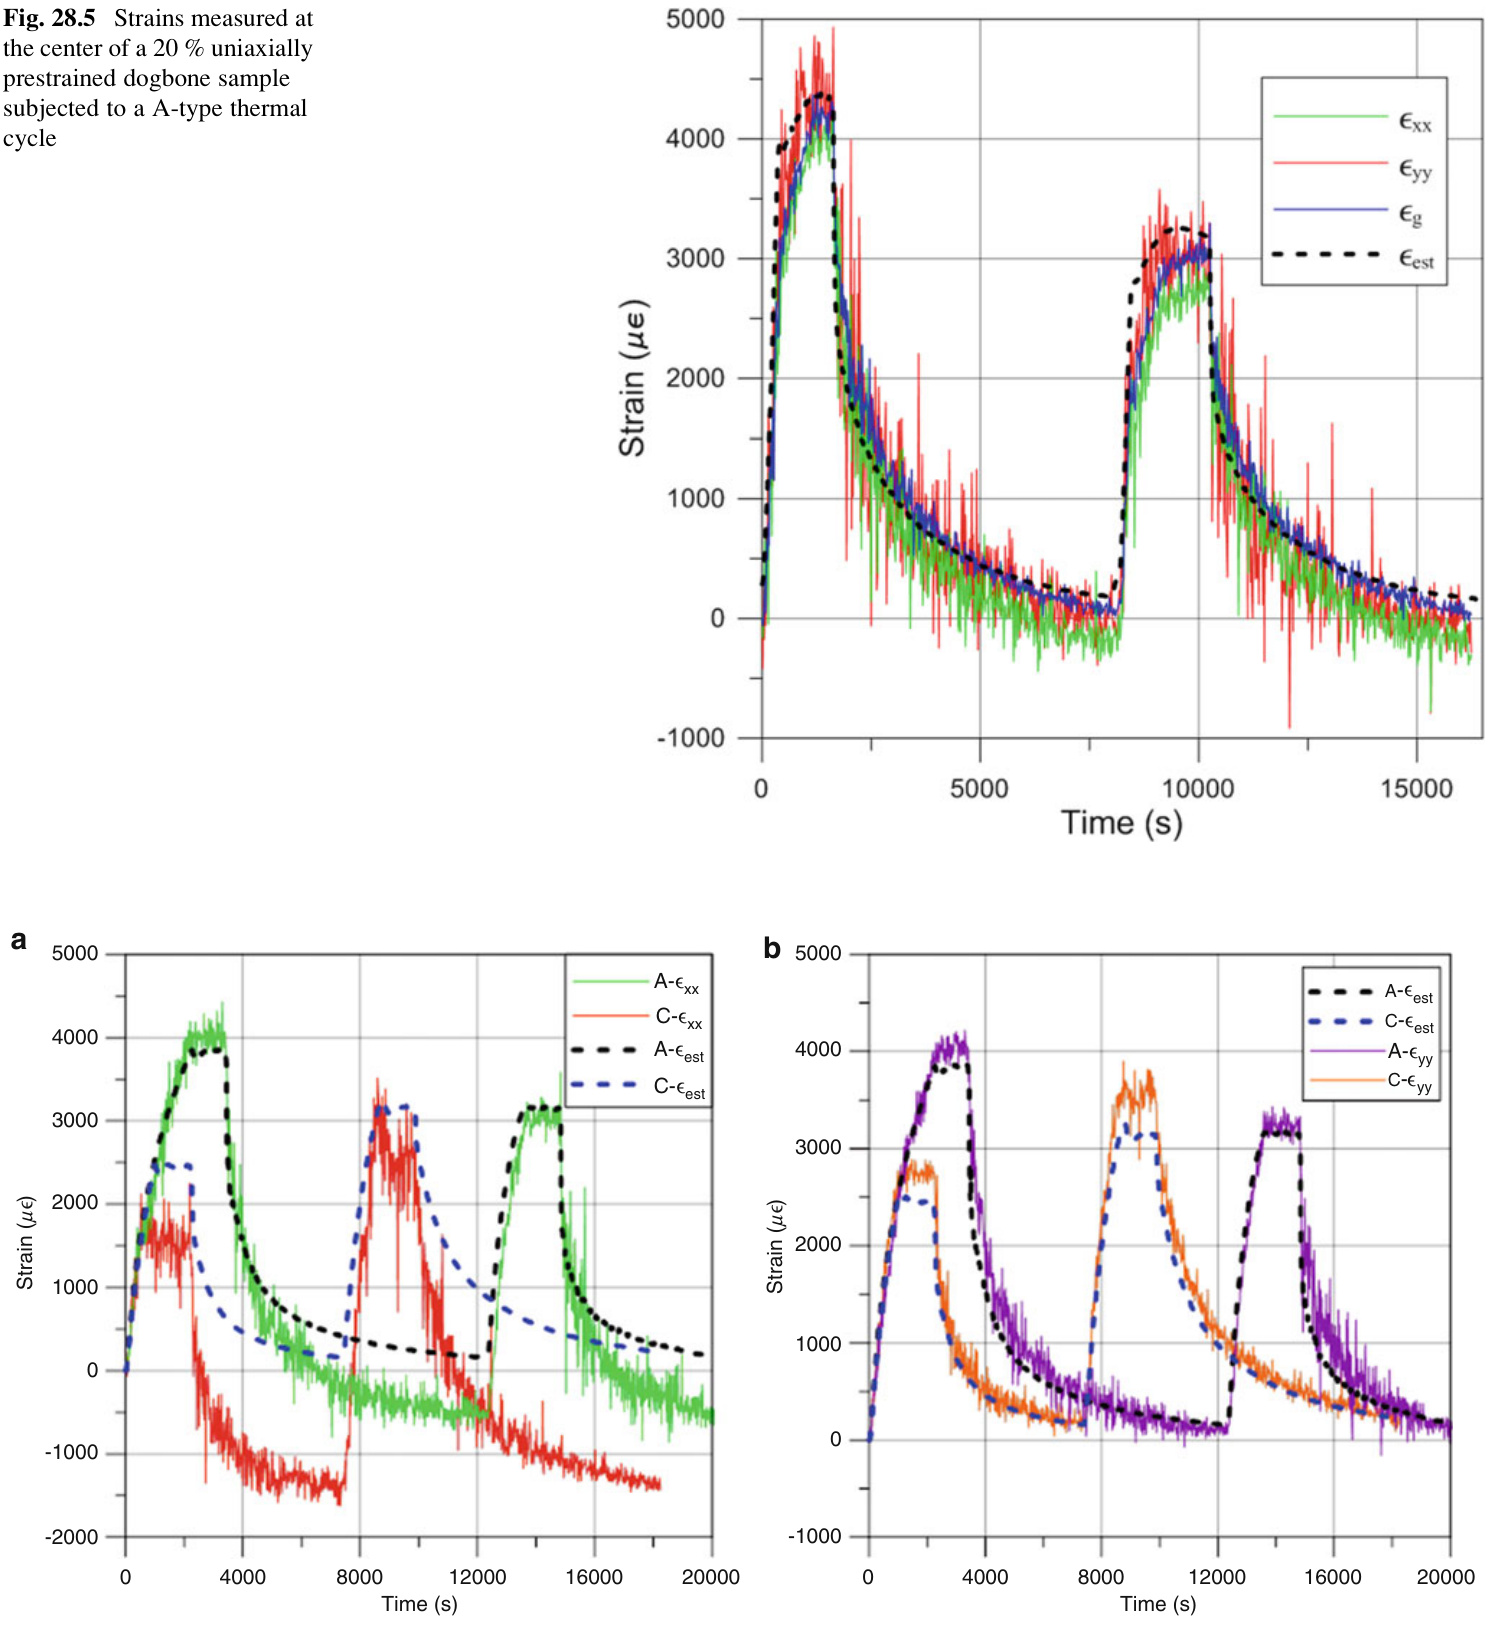 Fig. 28.5 Strains measured at
the center of a 20 % uniaxially
prestrained dogbone sample
subjected to a A-type thermal
cycle
5000
4000
3000
2000
1000
0
-1000
Strain (µϵ)
ϵxx
ϵyy
ϵg
ϵest
0 5000 10000 15000
Time (s)
a
5000
4000
3000
2000
1000
0
-1000
-2000
Strain (µϵ)
A-ϵxx
C-ϵxx
A-ϵest
C-ϵest
0 4000 8000 12000 16000 20000
Time (s)
b
5000
4000
3000
2000
1000
0
-1000
Strain (µϵ)
A-ϵest
C-ϵest
A-ϵyy
C-ϵyy
0 4000 8000 12000 16000 20000
Time (s)